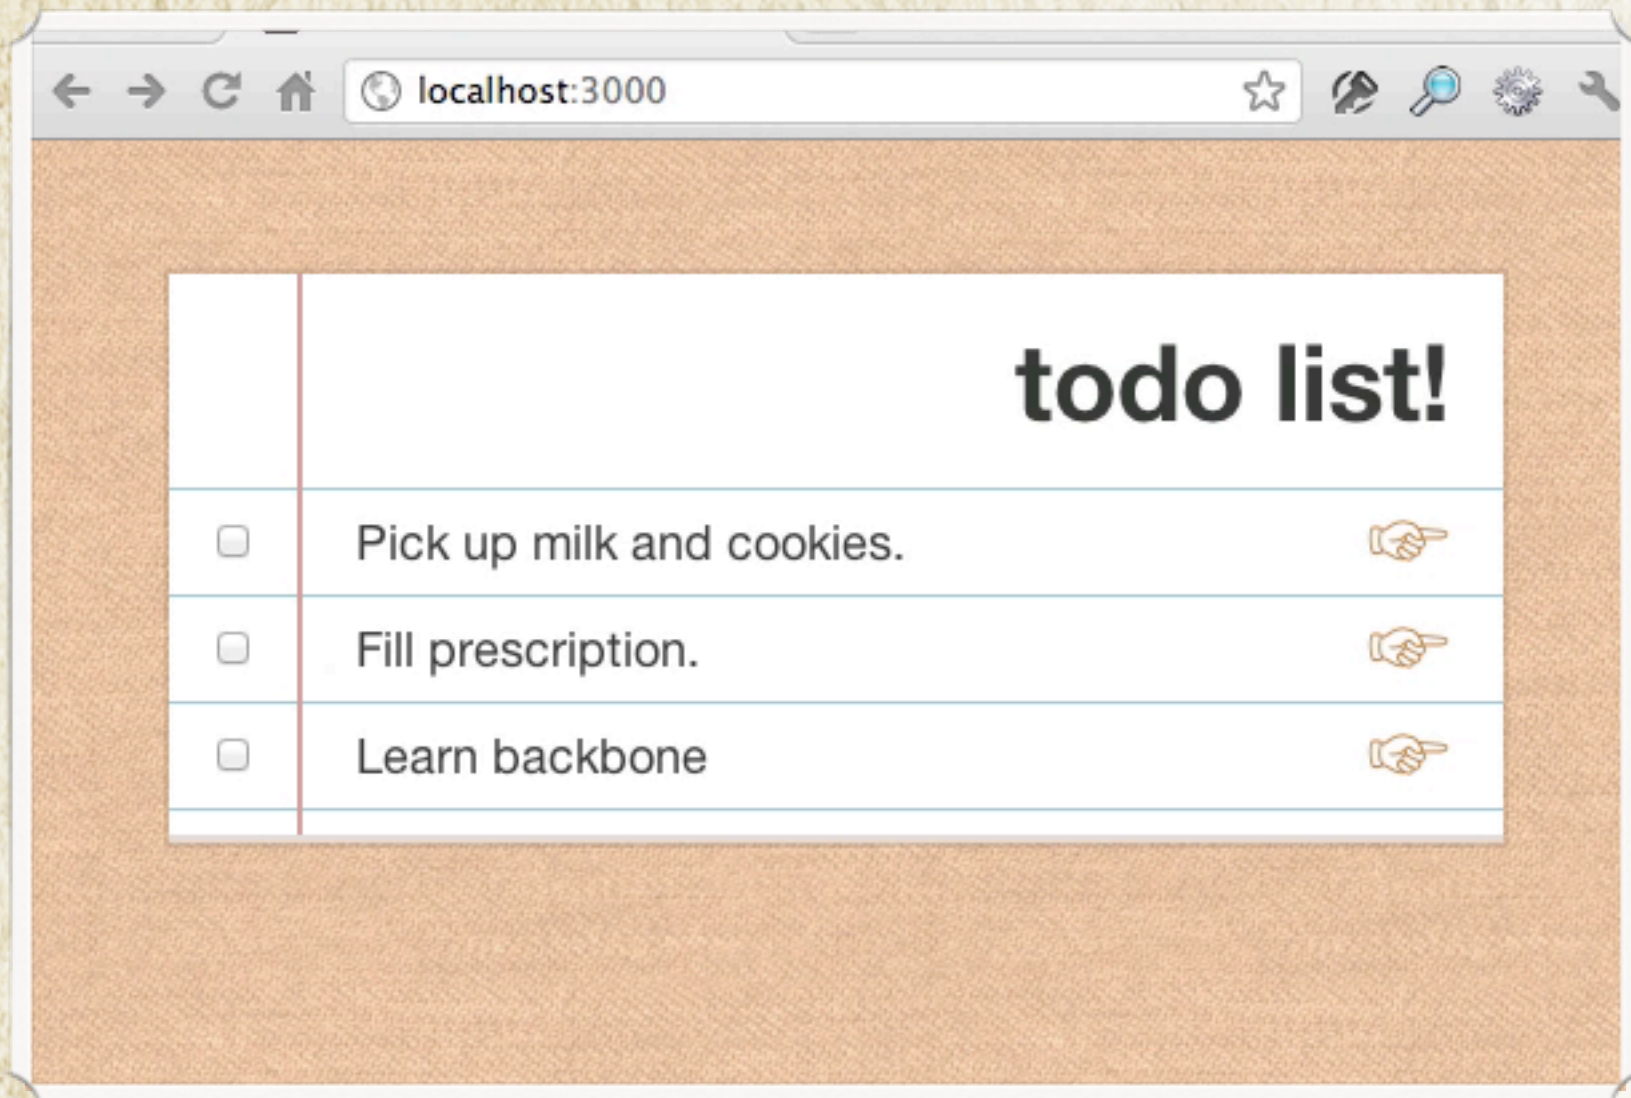 localhost:3000
todo list!
Pick up milk and cookies.
Fill prescription.
Learn backbone